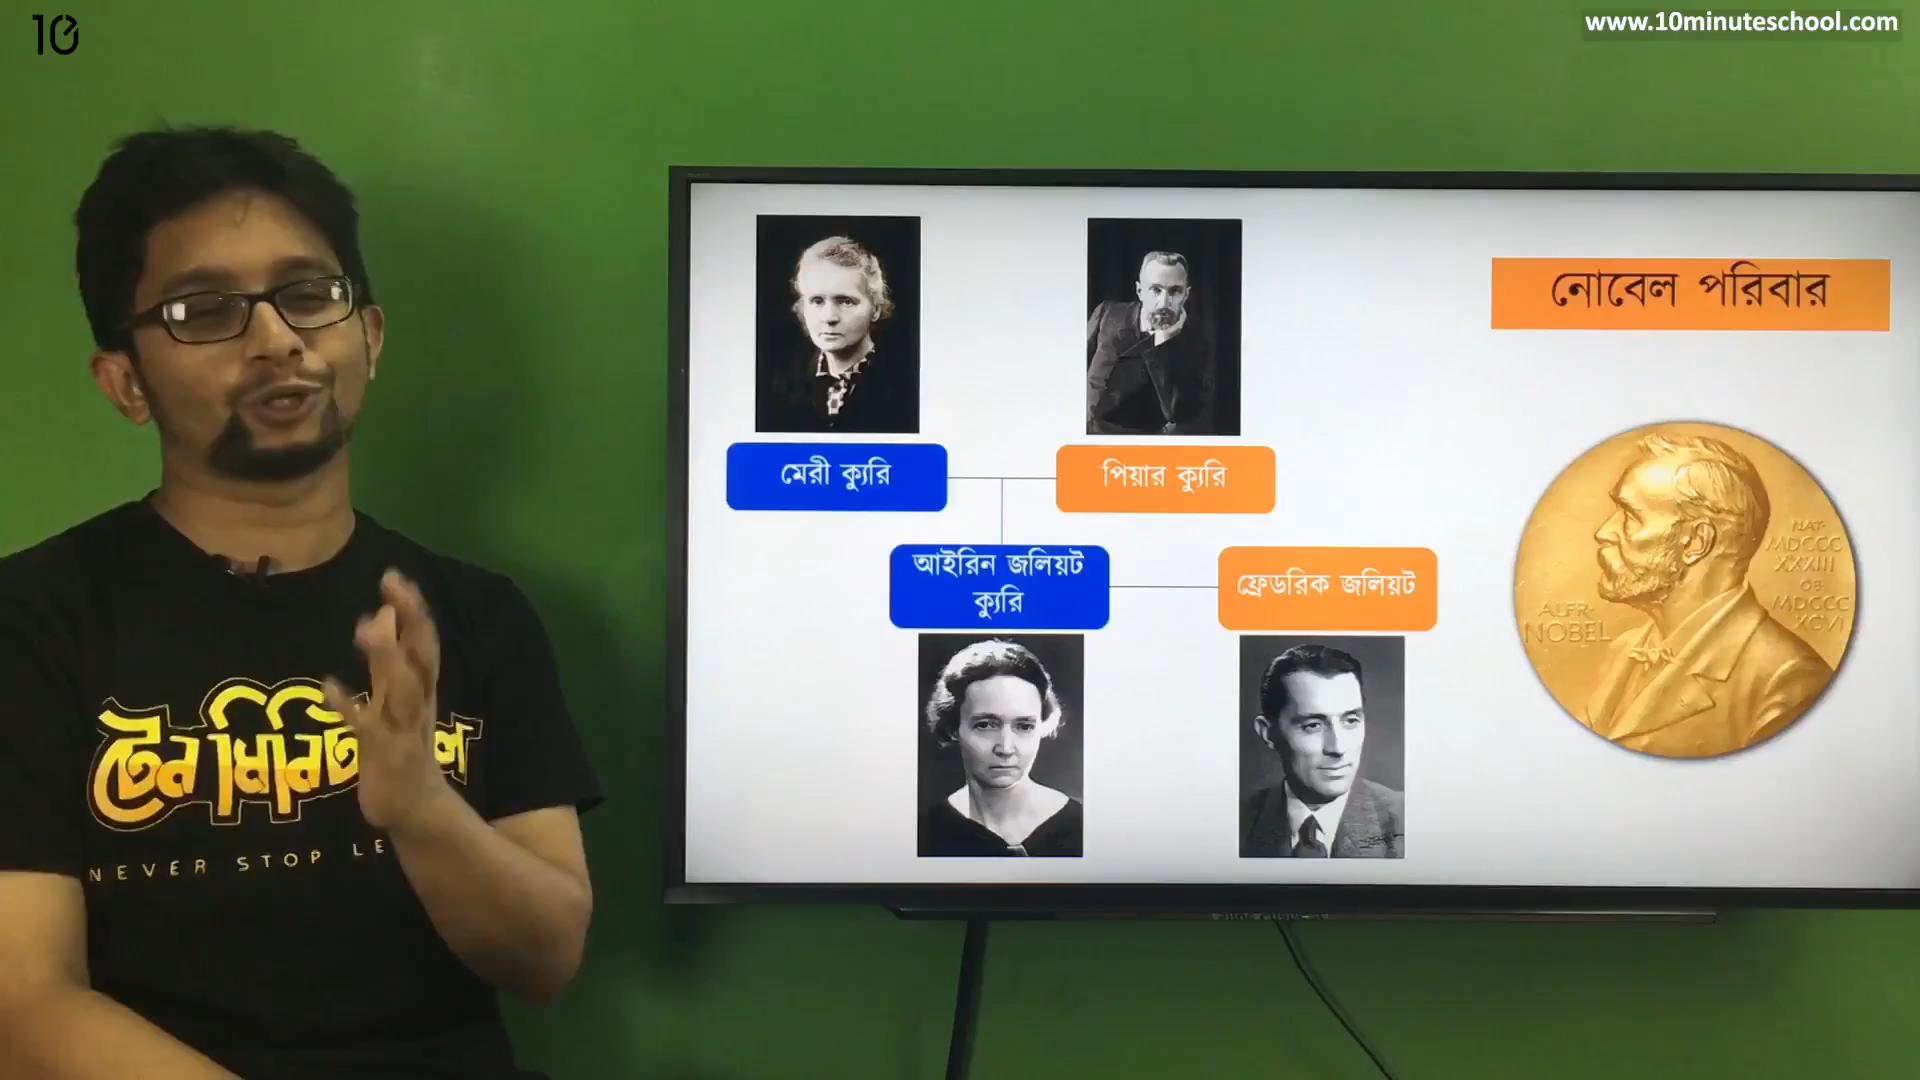 10
www.10minuteschool.com
নোবেল পরিবার
মেরী ক্যুরি
পিয়ার ক্যুরি
আইরিন জলিয়ট
ক্যুরি
ফ্রেডরিক জলিয়ট
NAT·
MDCCC
XXXIII
OB·
MDCCC
XCVI
ALFR·
NOBEL
টেন মিনিট
NEVER STOP LE